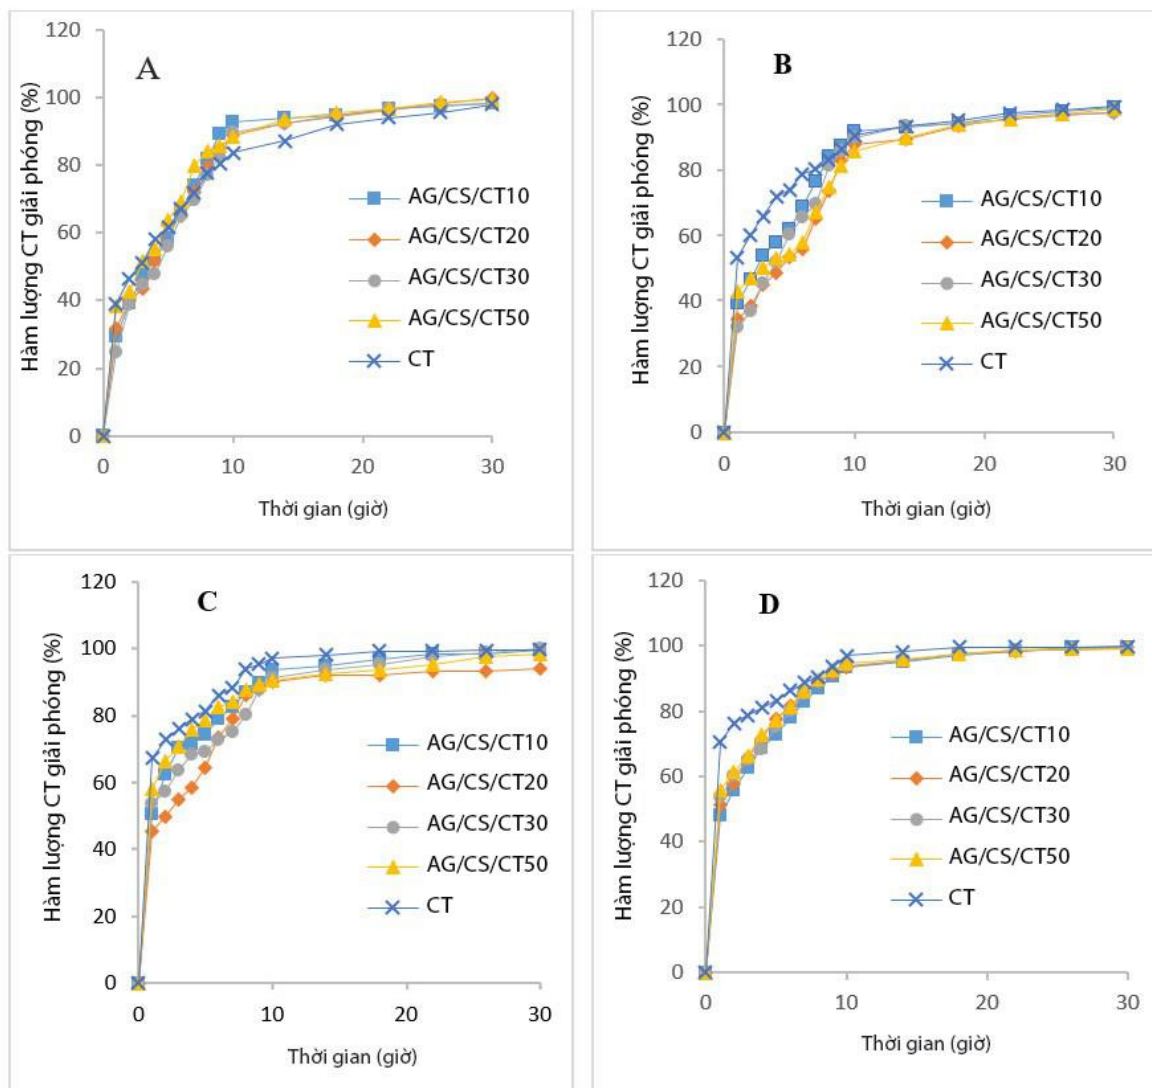 A
Hàm lượng CT giải phóng (%)
120
100
80
60
40
20
0
AG/CS/CT10
AG/CS/CT20
AG/CS/CT30
AG/CS/CT50
CT
0 10 20 30
Thời gian (giờ)
B
Hàm lượng CT giải phóng (%)
120
100
80
60
40
20
0
AG/CS/CT10
AG/CS/CT20
AG/CS/CT30
AG/CS/CT50
CT
0 10 20 30
Thời gian (giờ)
C
Hàm lượng CT giải phóng (%)
120
100
80
60
40
20
0
AG/CS/CT10
AG/CS/CT20
AG/CS/CT30
AG/CS/CT50
CT
0 10 20 30
Thời gian (giờ)
D
Hàm lượng CT giải phóng (%)
120
100
80
60
40
20
0
AG/CS/CT10
AG/CS/CT20
AG/CS/CT30
AG/CS/CT50
CT
0 10 20 30
Thời gian (giờ)